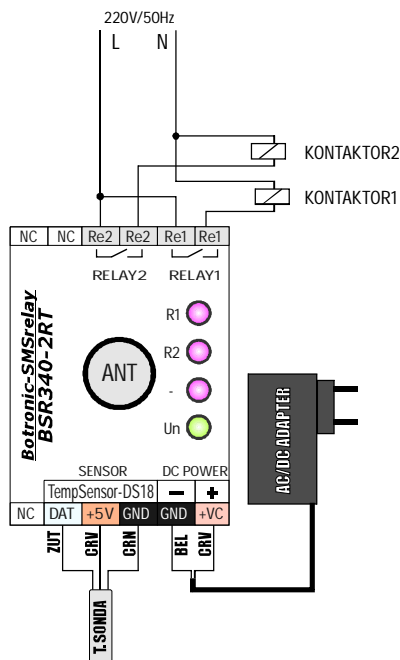 220V/50Hz
L N
KONTAKTOR2
KONTAKTOR1
NC NC Re2 Re2 Re1 Re1
RELAY2 RELAY1
Botronic-SMSrelay
BSR340-2RT
R1
R2
ANT
-
Un
AC/DC ADAPTER
SENSOR DC POWER
TempSensor-DS18 − +
NC DAT +5V GND GND +VC
ZUT CRV CRN BEL CRV
T.SONDA